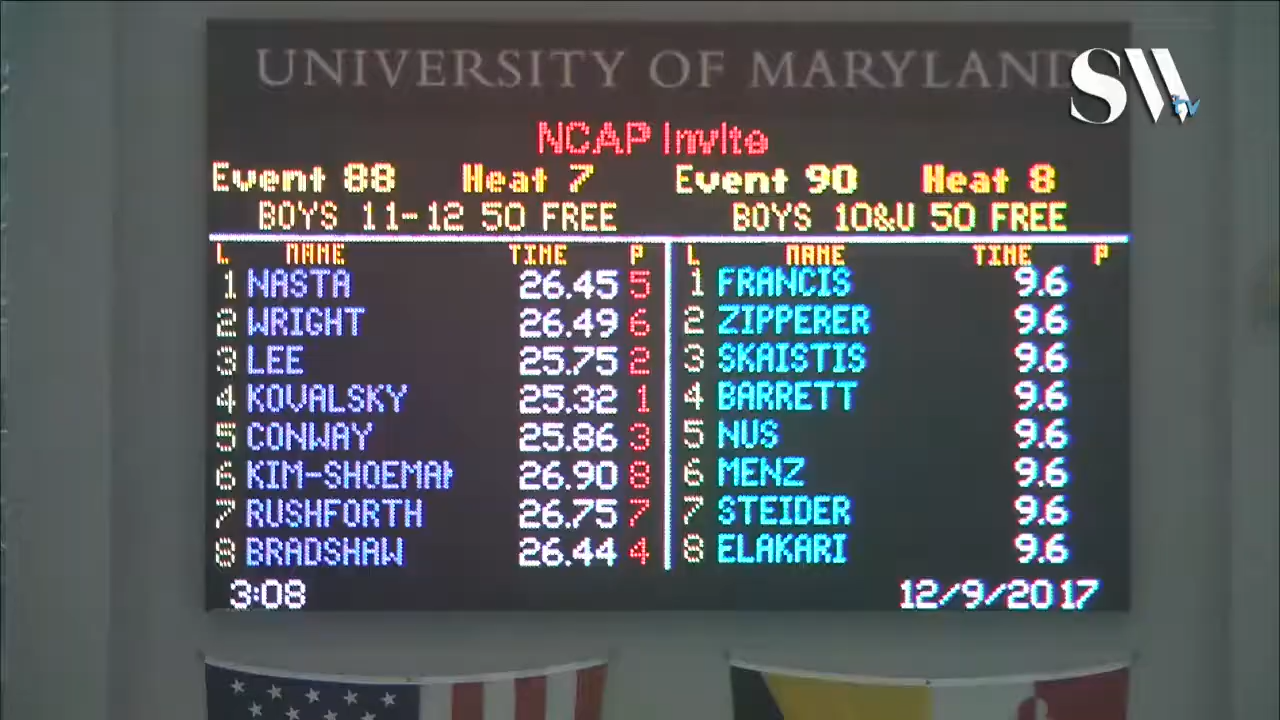 UNIVERSITY OF MARYLAND
SW tv
NCAP Invite
Event 88 Heat 7 Event 90 Heat 8
BOYS 11-12 50 FREE BOYS 10&U 50 FREE
L NAME TIME P L NAME TIME P
1 NASTA 26.45 5 1 FRANCIS 9.6
2 WRIGHT 26.49 6 2 ZIPPERER 9.6
3 LEE 25.75 2 3 SKAISTIS 9.6
4 KOVALSKY 25.32 1 4 BARRETT 9.6
5 CONWAY 25.86 3 5 NUS 9.6
6 KIM-SHOEMAK 26.90 8 6 MENZ 9.6
7 RUSHFORTH 26.75 7 7 STEIDER 9.6
8 BRADSHAW 26.44 4 8 ELAKARI 9.6
3:08 12/9/2017